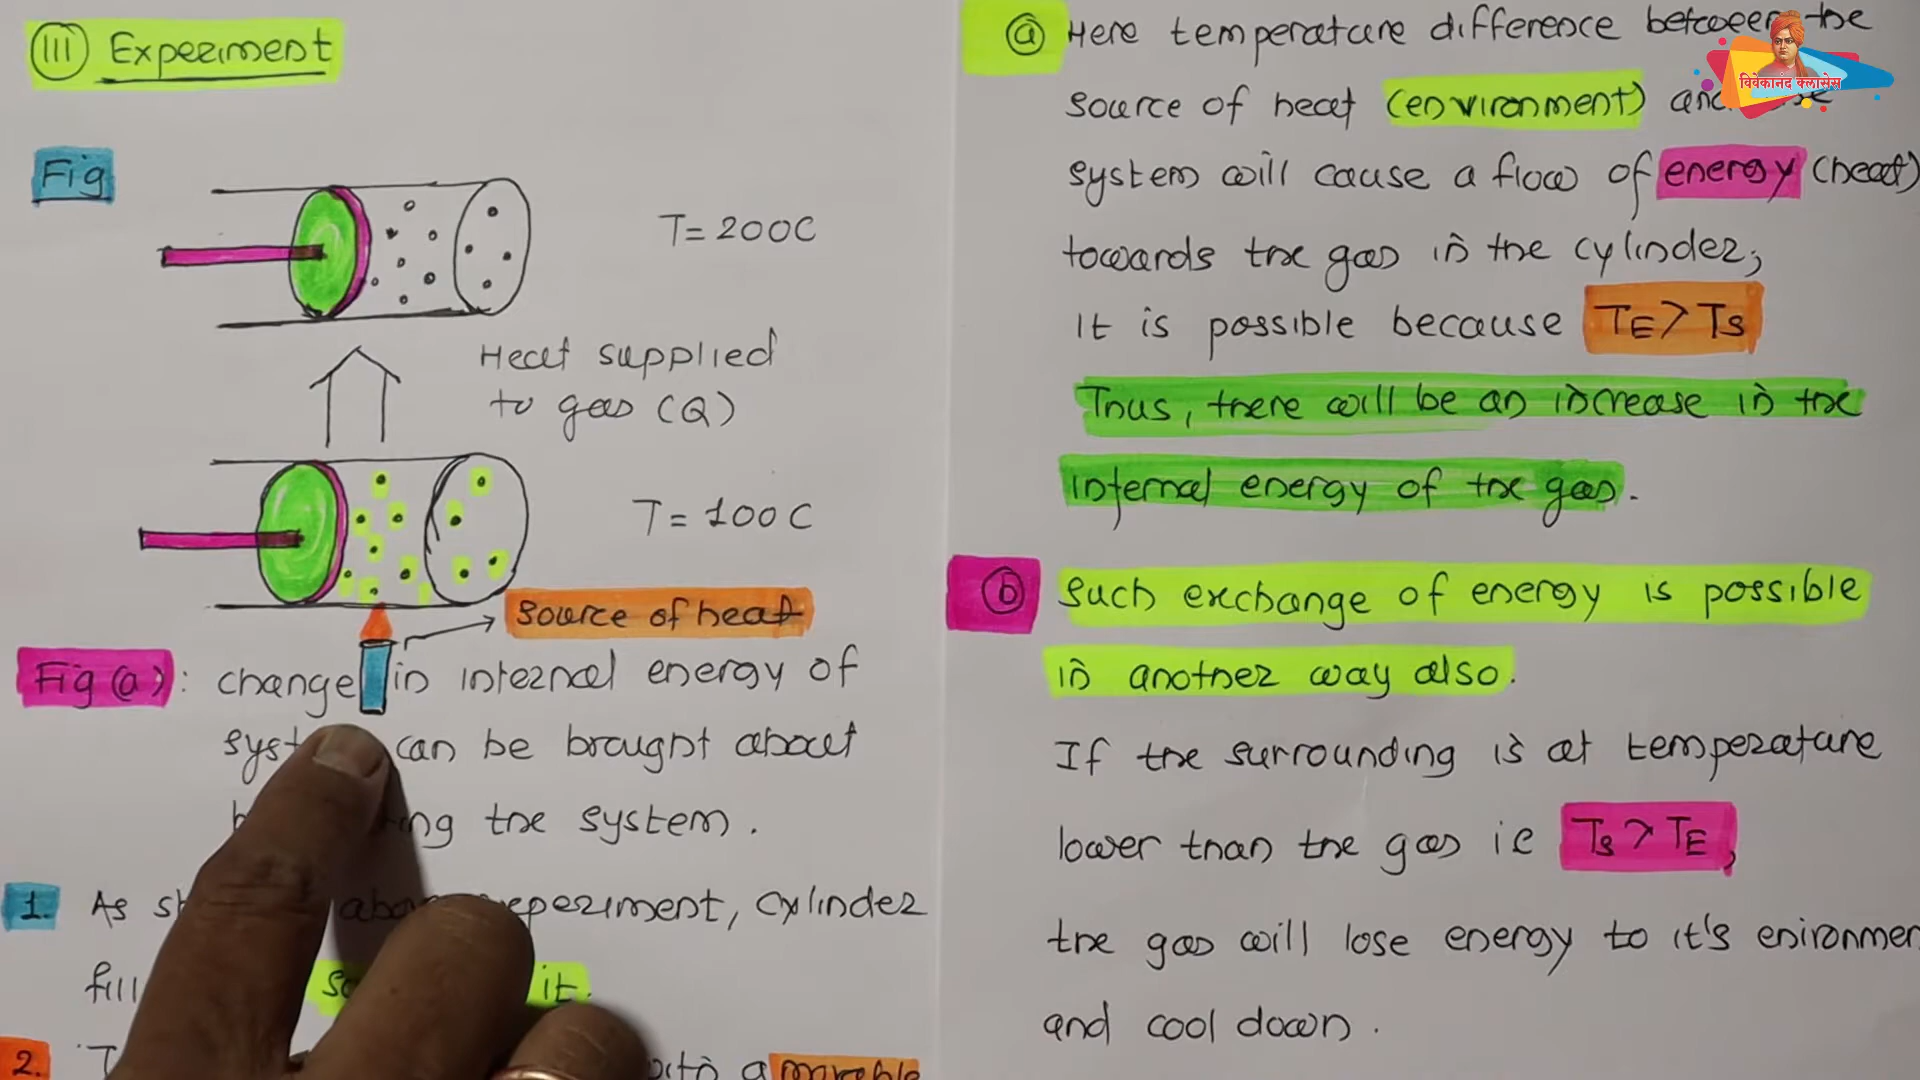 III Experiment
Fig
T= 200C
Heat supplied
to gas (Q)
T= 100C
source of heat
Fig (a): change in internal energy of
can be brought about
the system.
1. As experiment, cylinder
it.
2. a movable
a Here temperature difference between the
source of heat (environment) and
system will cause a flow of energy (heat)
towards the gas in the cylinder;
It is possible because TE > TS
Thus, there will be an increase in the
internal energy of the gas.
b Such exchange of energy is possible
in another way also.
If the surrounding is at temperature
lower than the gas ie TS > TE,
the gas will lose energy to it's
and cool down.
विवेकानंद क्लासेस